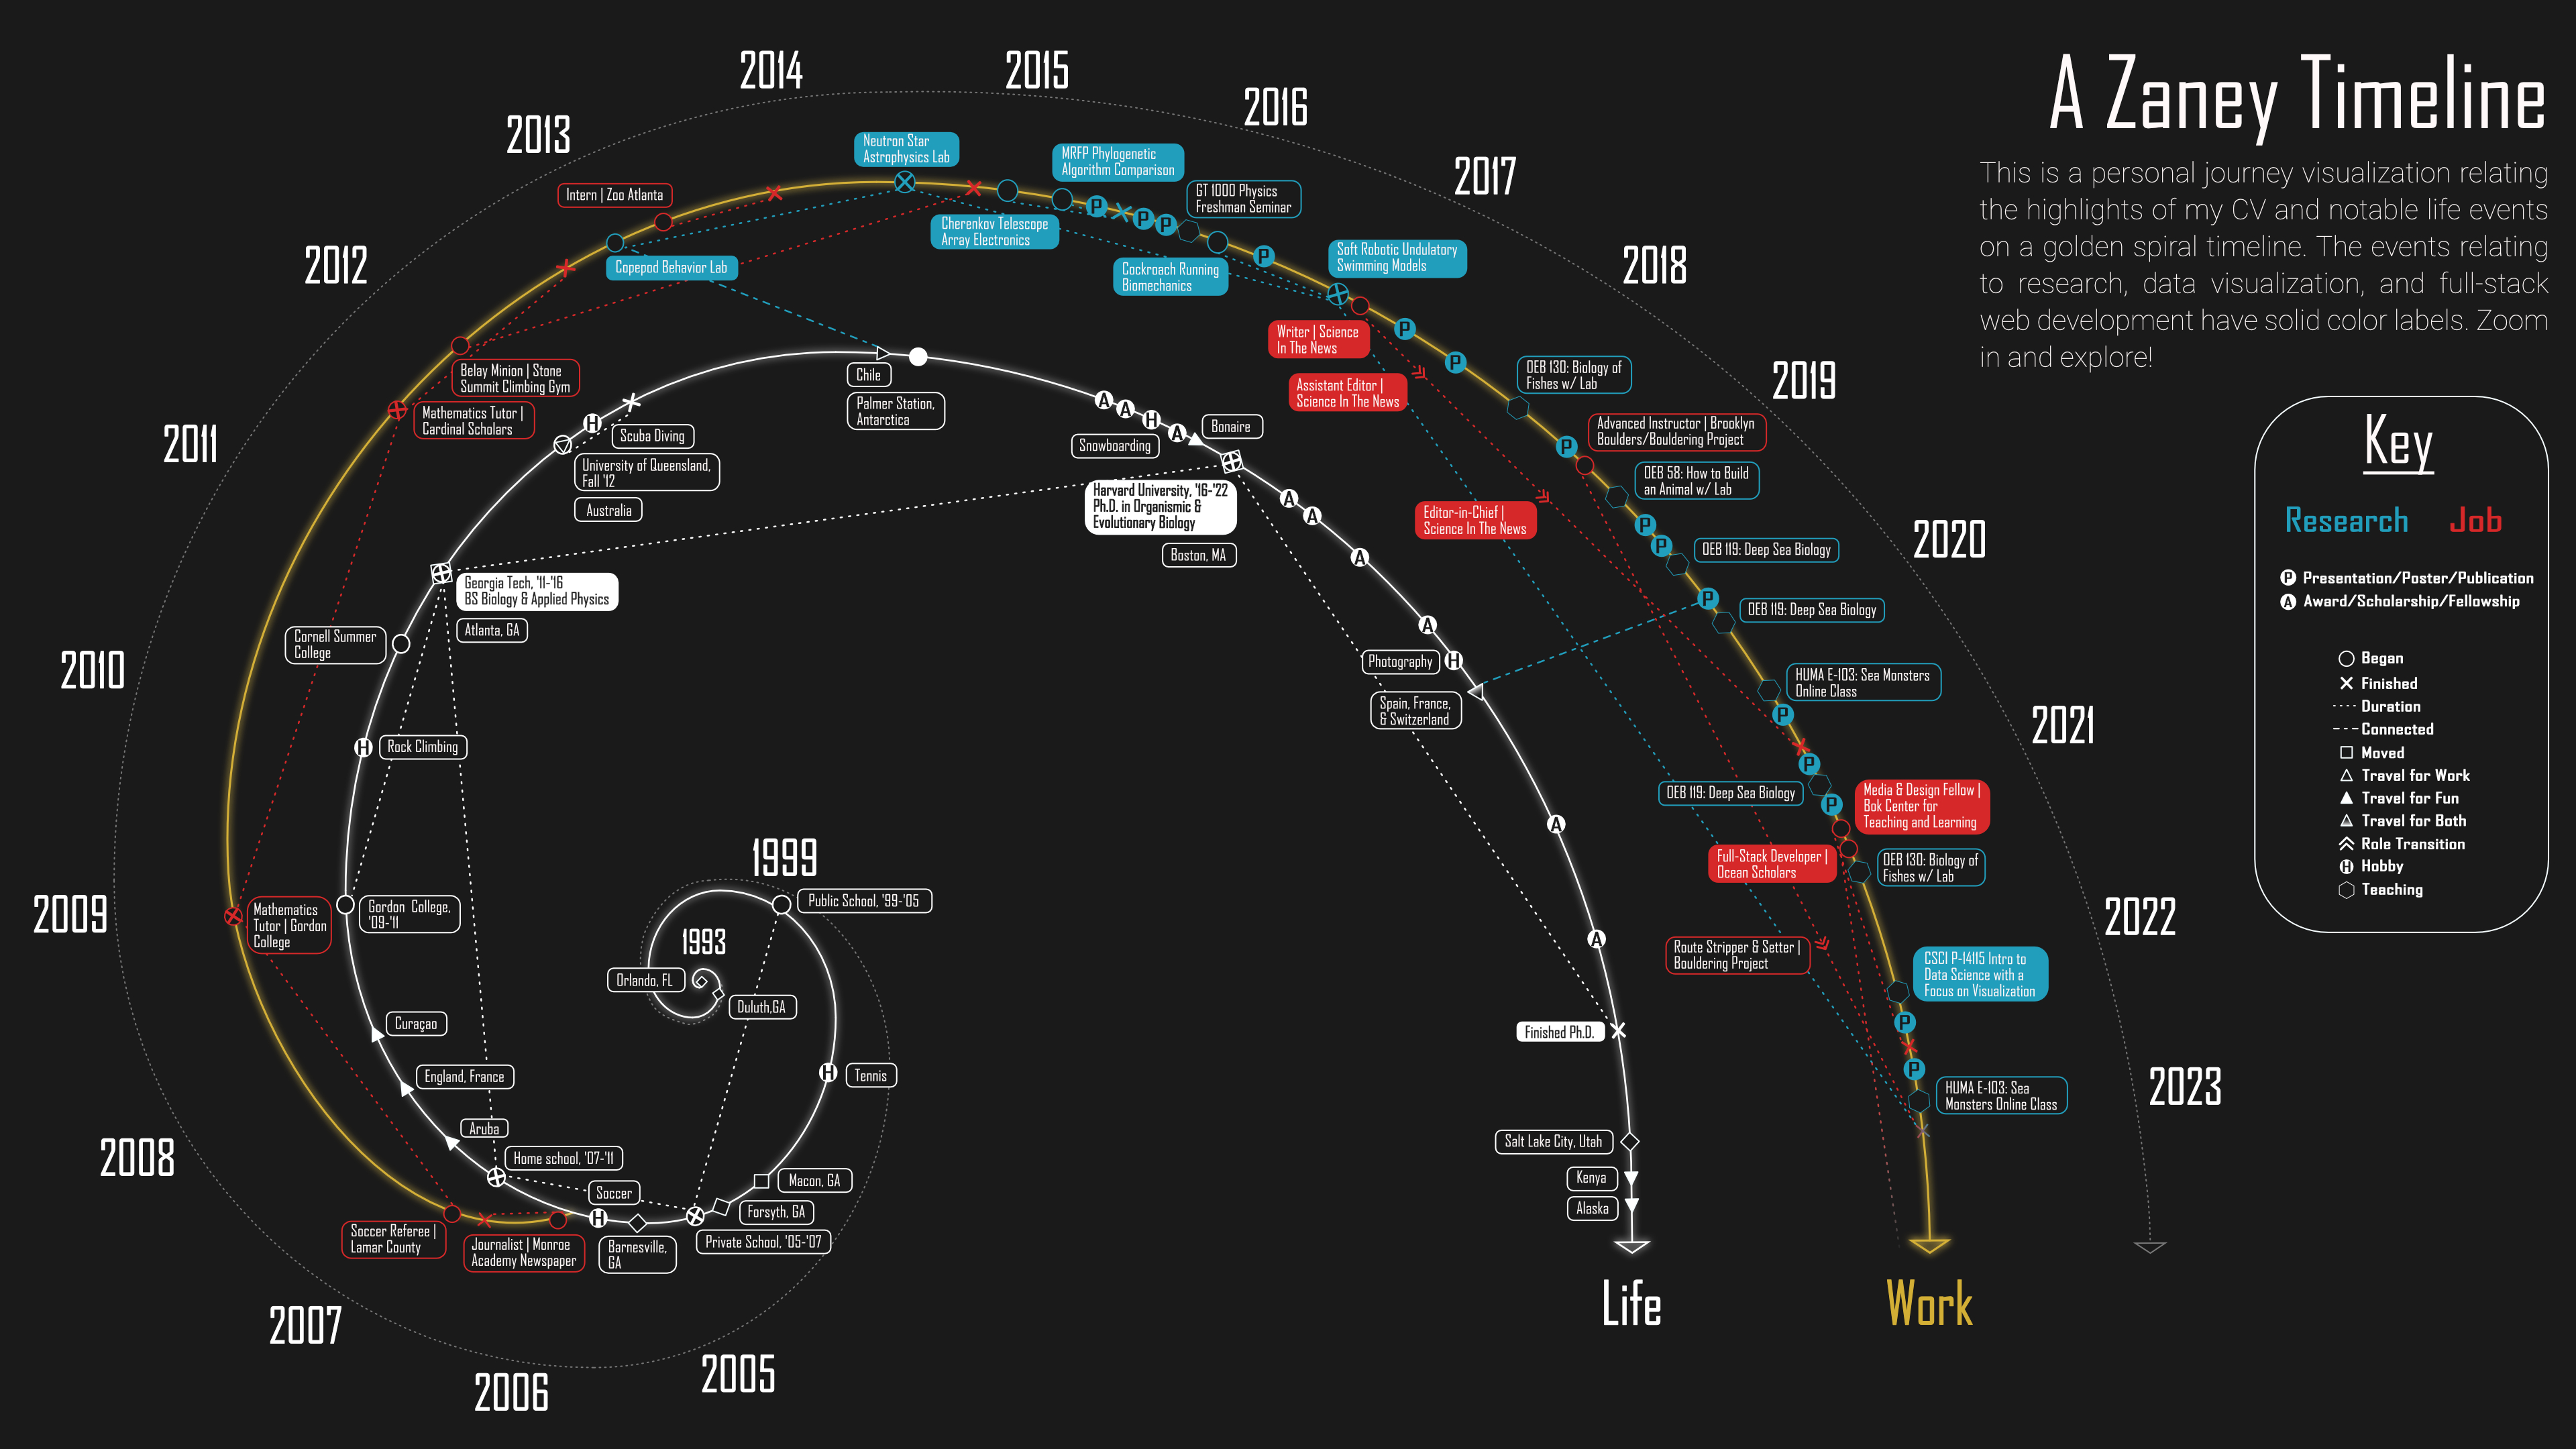 A Zaney Timeline
This is a personal journey visualization relating
the highlights of my CV and notable life events
on a golden spiral timeline. The events relating
to research, data visualization, and full-stack
web development have solid color labels. Zoom
in and explore!
Key
Research Job
P Presentation/Poster/Publication
A Award/Scholarship/Fellowship
Began
Finished
Duration
Connected
Moved
Travel for Work
Travel for Fun
Travel for Both
Role Transition
H Hobby
Teaching
1993
1999
2005
2006
2007
2008
2009
2010
2011
2012
2013
2014
2015
2016
2017
2018
2019
2020
2021
2022
2023
Orlando, FL
Duluth,GA
Public School, '99-'05
H
Tennis
Macon, GA
Forsyth, GA
Private School, '05-'07
Barnesville,
GA
H
Soccer
Home school, '07-'11
Aruba
England, France
Curaçao
Gordon College,
'09-'11
H
Rock Climbing
Cornell Summer
College
Georgia Tech, '11-'16
BS Biology & Applied Physics
Atlanta, GA
University of Queensland,
Fall '12
Australia
H
Scuba Diving
Chile
Palmer Station,
Antarctica
A
A
H
Snowboarding
A
Bonaire
Harvard University, '16-'22
Ph.D. in Organismic &
Evolutionary Biology
Boston, MA
A
A
A
A
Photography
H
Spain, France,
& Switzerland
A
A
Finished Ph.D.
Salt Lake City, Utah
Kenya
Alaska
Life
Journalist | Monroe
Academy Newspaper
Soccer Referee |
Lamar County
Mathematics
Tutor | Gordon
College
Mathematics Tutor |
Cardinal Scholars
Belay Minion | Stone
Summit Climbing Gym
Copepod Behavior Lab
Intern | Zoo Atlanta
Neutron Star
Astrophysics Lab
Cherenkov Telescope
Array Electronics
MRFP Phylogenetic
Algorithm Comparison
P
P
P
GT 1000 Physics
Freshman Seminar
Cockroach Running
Biomechanics
P
Soft Robotic Undulatory
Swimming Models
Writer | Science
In The News
Assistant Editor |
Science In The News
P
P
OEB 130: Biology of
Fishes w/ Lab
P
Advanced Instructor | Brooklyn
Boulders/Bouldering Project
OEB 58: How to Build
an Animal w/ Lab
Editor-in-Chief |
Science In The News
P
P
OEB 119: Deep Sea Biology
P
OEB 119: Deep Sea Biology
HUMA E-103: Sea Monsters
Online Class
P
P
OEB 119: Deep Sea Biology
P
Media & Design Fellow |
Bok Center for
Teaching and Learning
Full-Stack Developer |
Ocean Scholars
OEB 130: Biology of
Fishes w/ Lab
Route Stripper & Setter |
Bouldering Project
CSCI P-14115 Intro to
Data Science with a
Focus on Visualization
P
P
HUMA E-103: Sea
Monsters Online Class
Work